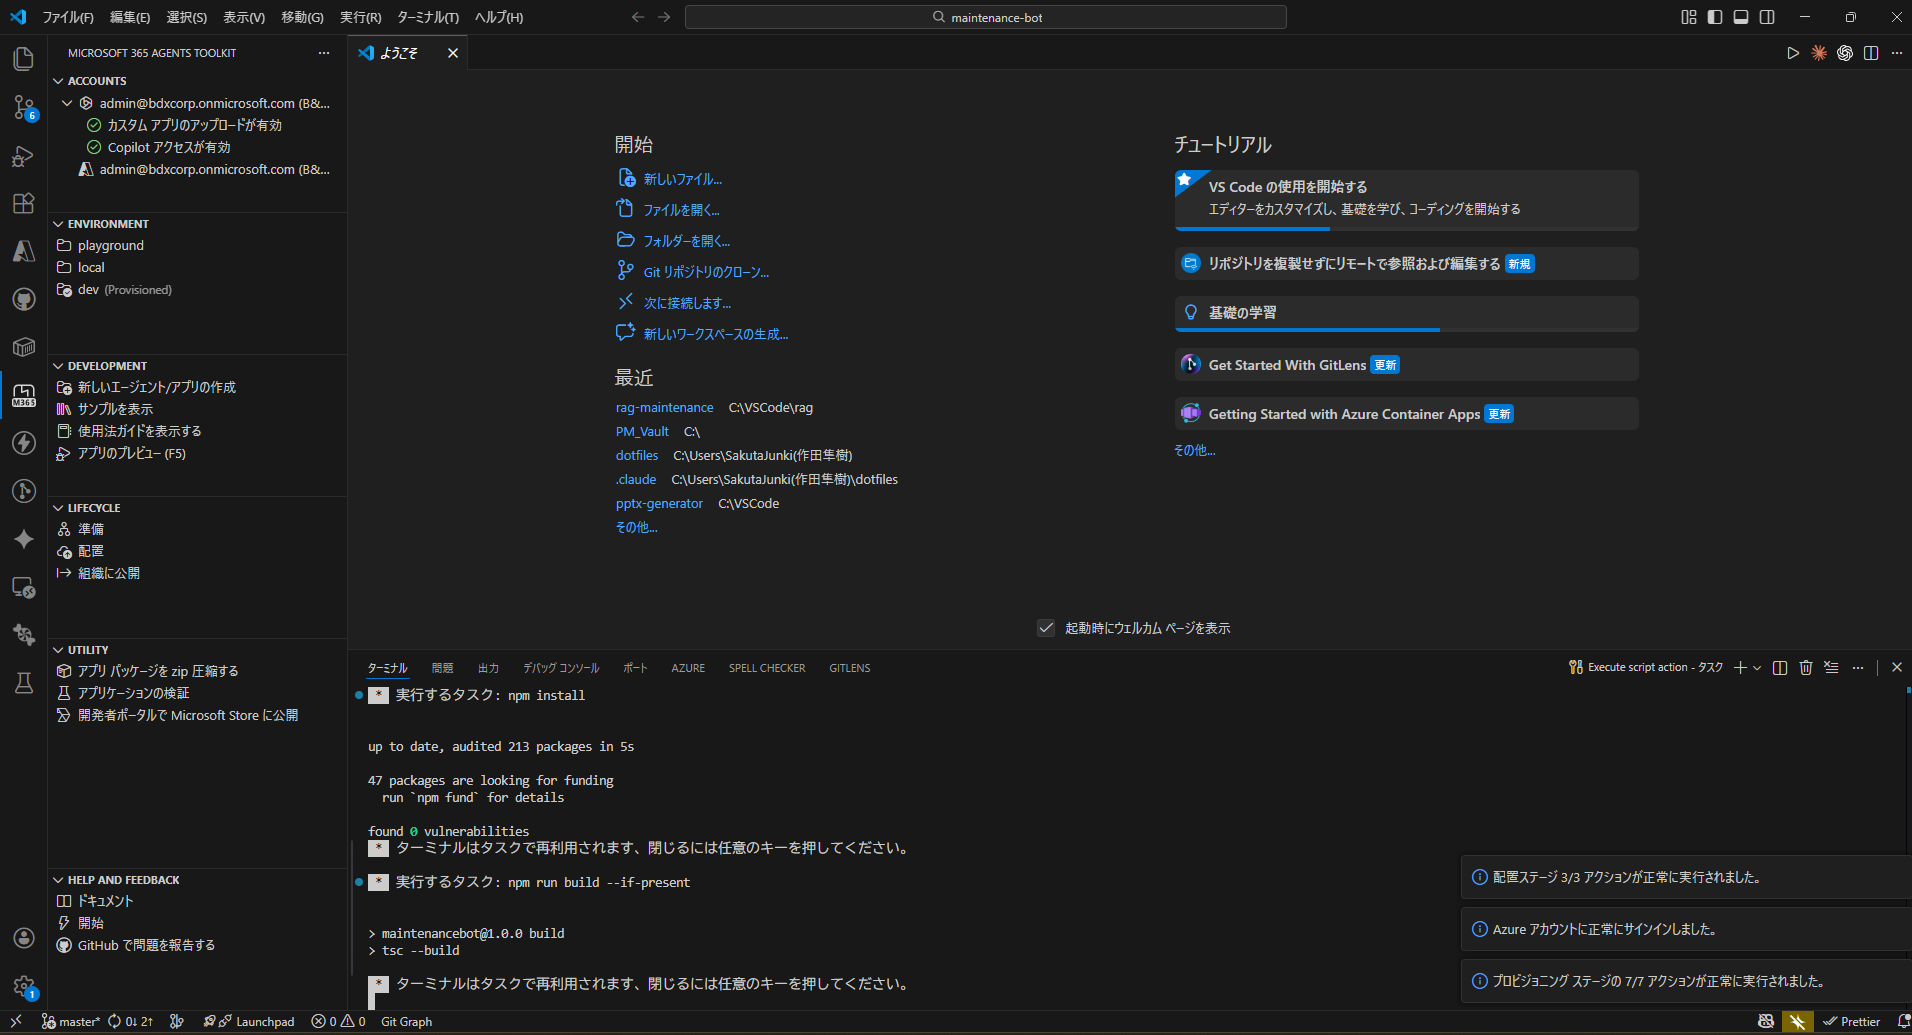 ファイル(F) 編集(E) 選択(S) 表示(V) 移動(G) 実行(R) ターミナル(T) ヘルプ(H)
maintenance-bot
MICROSOFT 365 AGENTS TOOLKIT
ACCOUNTS
admin@bdxcorp.onmicrosoft.com (B&...
カスタム アプリのアップロードが有効
Copilot アクセスが有効
admin@bdxcorp.onmicrosoft.com (B&...
ENVIRONMENT
playground
local
dev (Provisioned)
DEVELOPMENT
新しいエージェント/アプリの作成
サンプルを表示
使用法ガイドを表示する
アプリのプレビュー (F5)
LIFECYCLE
準備
配置
組織に公開
UTILITY
アプリ パッケージを zip 圧縮する
アプリケーションの検証
開発者ポータルで Microsoft Store に公開
HELP AND FEEDBACK
ドキュメント
開始
GitHub で問題を報告する
6
M365
1
ようこそ
開始
新しいファイル...
ファイルを開く...
フォルダーを開く...
Git リポジトリのクローン...
次に接続します...
新しいワークスペースの生成...
最近
rag-maintenance C:\VSCode\rag
PM_Vault C:\
dotfiles C:\Users\SakutaJunki(作田隼樹)
.claude C:\Users\SakutaJunki(作田隼樹)\dotfiles
pptx-generator C:\VSCode
その他...
チュートリアル
VS Code の使用を開始する
エディターをカスタマイズし、基礎を学び、コーディングを開始する
リポジトリを複製せずにリモートで参照および編集する 新規
基礎の学習
Get Started With GitLens 更新
Getting Started with Azure Container Apps 更新
その他...
起動時にウェルカム ページを表示
ターミナル 問題 出力 デバッグ コンソール ポート AZURE SPELL CHECKER GITLENS
Execute script action - タスク
* 実行するタスク: npm install
up to date, audited 213 packages in 5s
47 packages are looking for funding
run `npm fund` for details
found 0 vulnerabilities
* ターミナルはタスクで再利用されます、閉じるには任意のキーを押してください。
* 実行するタスク: npm run build --if-present
> maintenancebot@1.0.0 build
> tsc --build
* ターミナルはタスクで再利用されます、閉じるには任意のキーを押してください。
配置ステージ 3/3 アクションが正常に実行されました。
Azure アカウントに正常にサインインしました。
プロビジョニング ステージの 7/7 アクションが正常に実行されました。
master* 0↓ 2↑ Launchpad 0 0 Git Graph Prettier